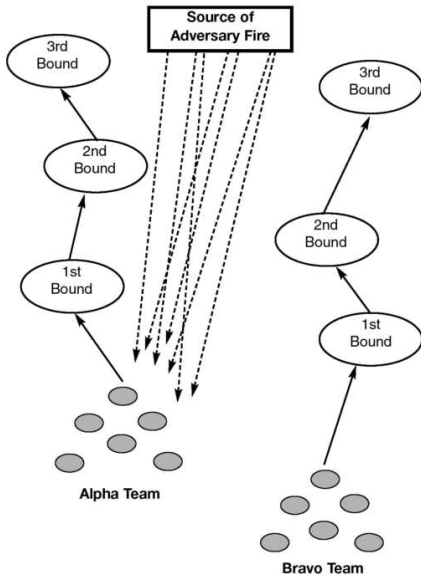 Source of
Adversary Fire
3rd
Bound
2nd
Bound
1st
Bound
Alpha Team
3rd
Bound
2nd
Bound
1st
Bound
Bravo Team